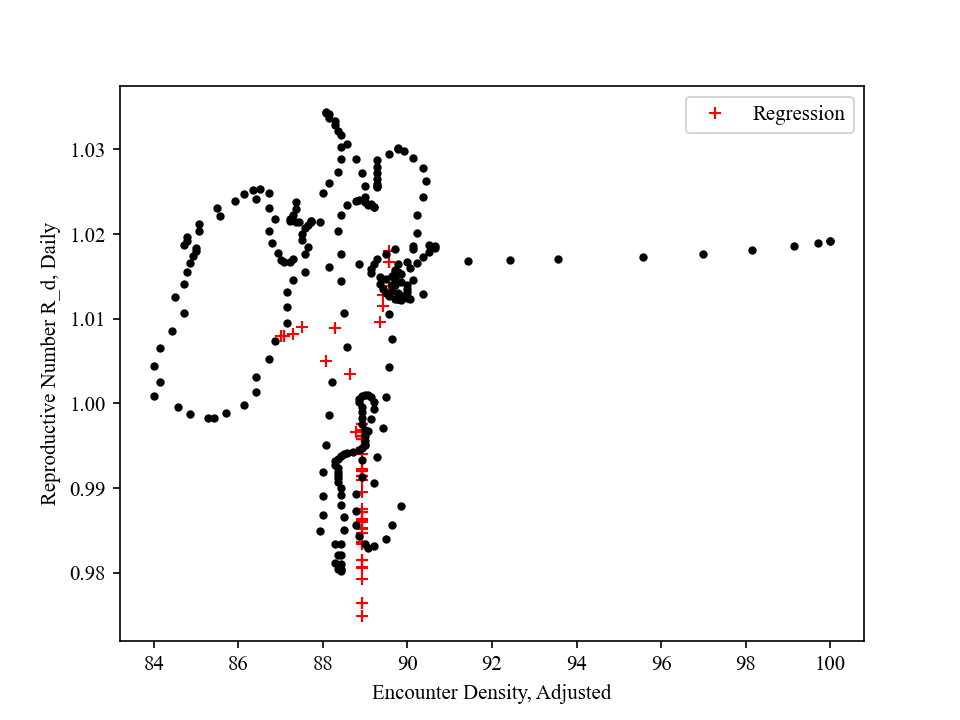 Regression
1.03
1.02
1.01
1.00
0.99
0.98
Reproductive Number R_d, Daily
84 86 88 90 92 94 96 98 100
Encounter Density, Adjusted